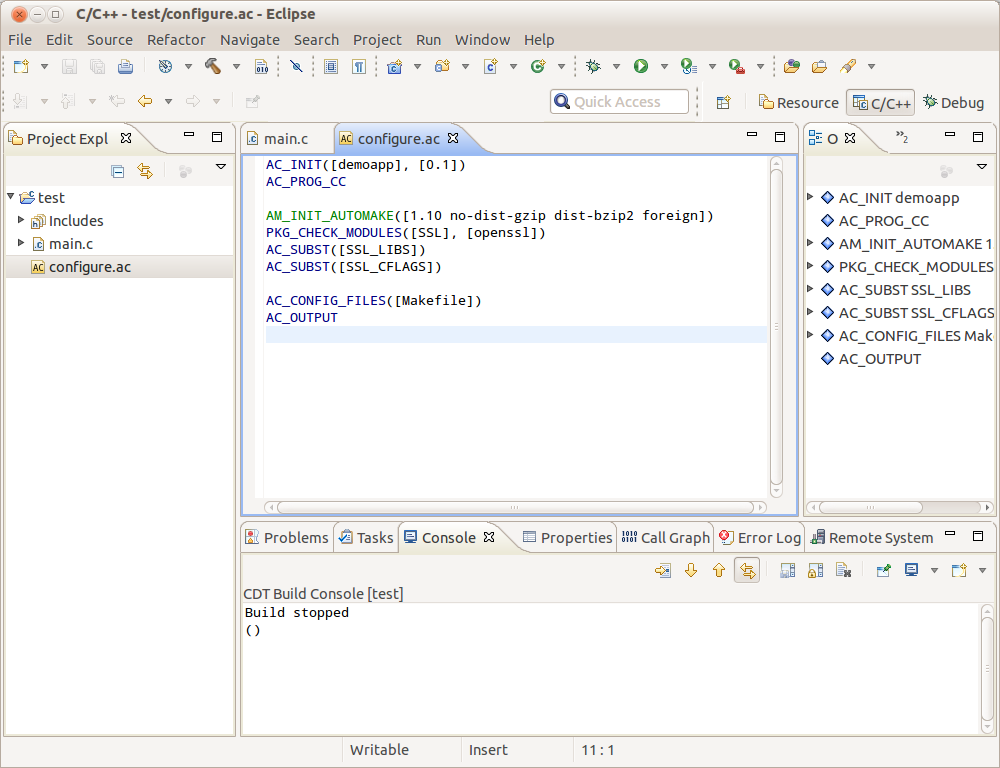 C/C++ - test/configure.ac - Eclipse
File Edit Source Refactor Navigate Search Project Run Window Help
Quick Access
Resource
C/C++
Debug
Project Expl
test
Includes
main.c
configure.ac
main.c
configure.ac
AC_INIT([demoapp], [0.1])
AC_PROG_CC
AM_INIT_AUTOMAKE([1.10 no-dist-gzip dist-bzip2 foreign])
PKG_CHECK_MODULES([SSL], [openssl])
AC_SUBST([SSL_LIBS])
AC_SUBST([SSL_CFLAGS])
AC_CONFIG_FILES([Makefile])
AC_OUTPUT
O
»2
AC_INIT demoapp
AC_PROG_CC
AM_INIT_AUTOMAKE 1
PKG_CHECK_MODULES
AC_SUBST SSL_LIBS
AC_SUBST SSL_CFLAGS
AC_CONFIG_FILES Mak
AC_OUTPUT
Problems
Tasks
Console
Properties
Call Graph
Error Log
Remote System
CDT Build Console [test]
Build stopped
()
Writable
Insert
11 : 1